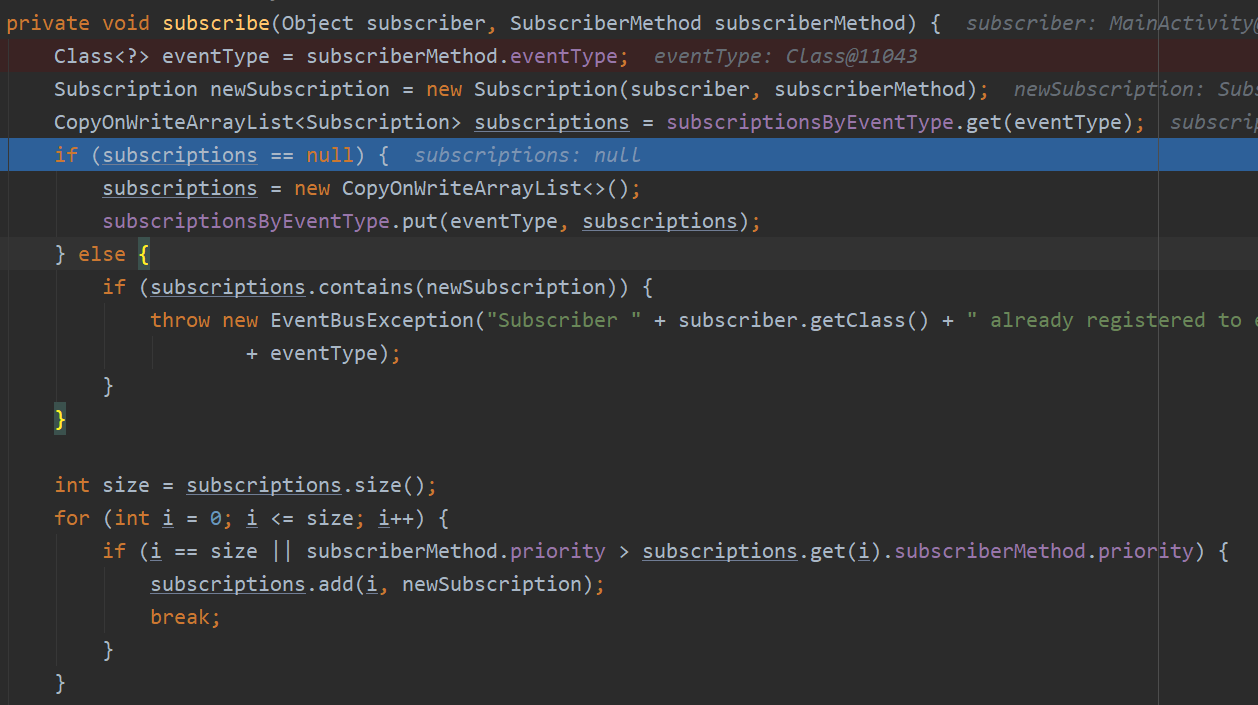 private void subscribe(Object subscriber, SubscriberMethod subscriberMethod) { subscriber: MainActivity@
Class<?> eventType = subscriberMethod.eventType; eventType: Class@11043
Subscription newSubscription = new Subscription(subscriber, subscriberMethod); newSubscription: Subs
CopyOnWriteArrayList<Subscription> subscriptions = subscriptionsByEventType.get(eventType); subscrip
if (subscriptions == null) { subscriptions: null
subscriptions = new CopyOnWriteArrayList<>();
subscriptionsByEventType.put(eventType, subscriptions);
} else {
if (subscriptions.contains(newSubscription)) {
throw new EventBusException("Subscriber " + subscriber.getClass() + " already registered to e
+ eventType);
}
}
int size = subscriptions.size();
for (int i = 0; i <= size; i++) {
if (i == size || subscriberMethod.priority > subscriptions.get(i).subscriberMethod.priority) {
subscriptions.add(i, newSubscription);
break;
}
}